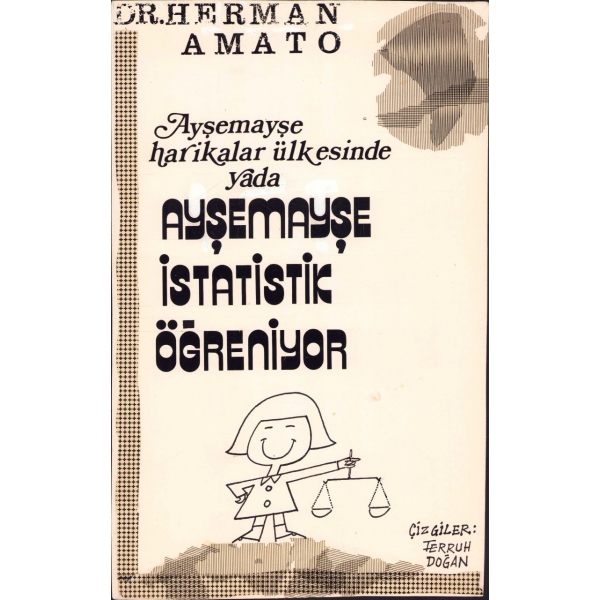 DR.HERMAN
AMATO
Ayşemayşe
harikalar ülkesinde
yada
AYŞEMAYŞE
İSTATİSTİK
ÖĞRENİYOR
ÇİZGİLER:
FERRUH
DOĞAN